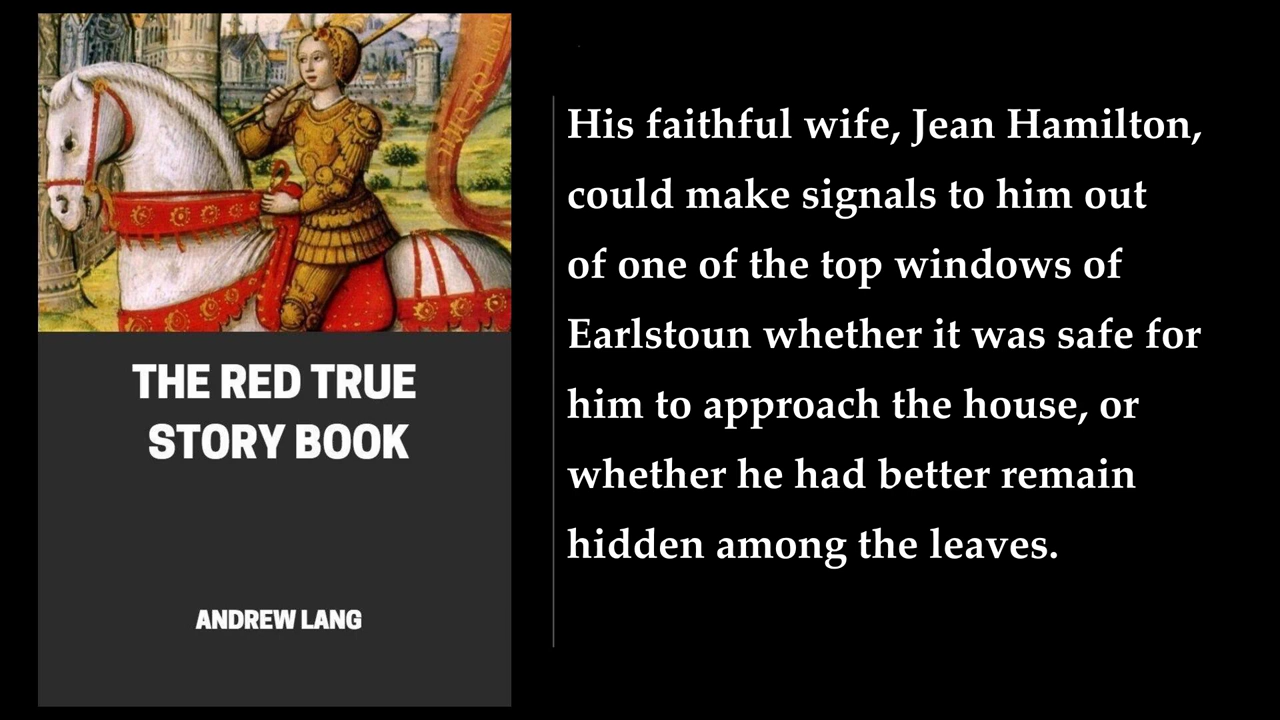 THE RED TRUE
STORY BOOK
ANDREW LANG
His faithful wife, Jean Hamilton,
could make signals to him out
of one of the top windows of
Earlstoun whether it was safe for
him to approach the house, or
whether he had better remain
hidden among the leaves.